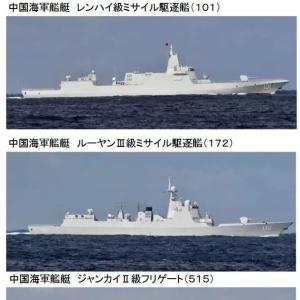 中国海軍艦艇　レンハイ級ミサイル駆逐艦（101）
中国海軍艦艇　ルーヤンⅢ級ミサイル駆逐艦（172）
中国海軍艦艇　ジャンカイⅡ級フリゲート（515）